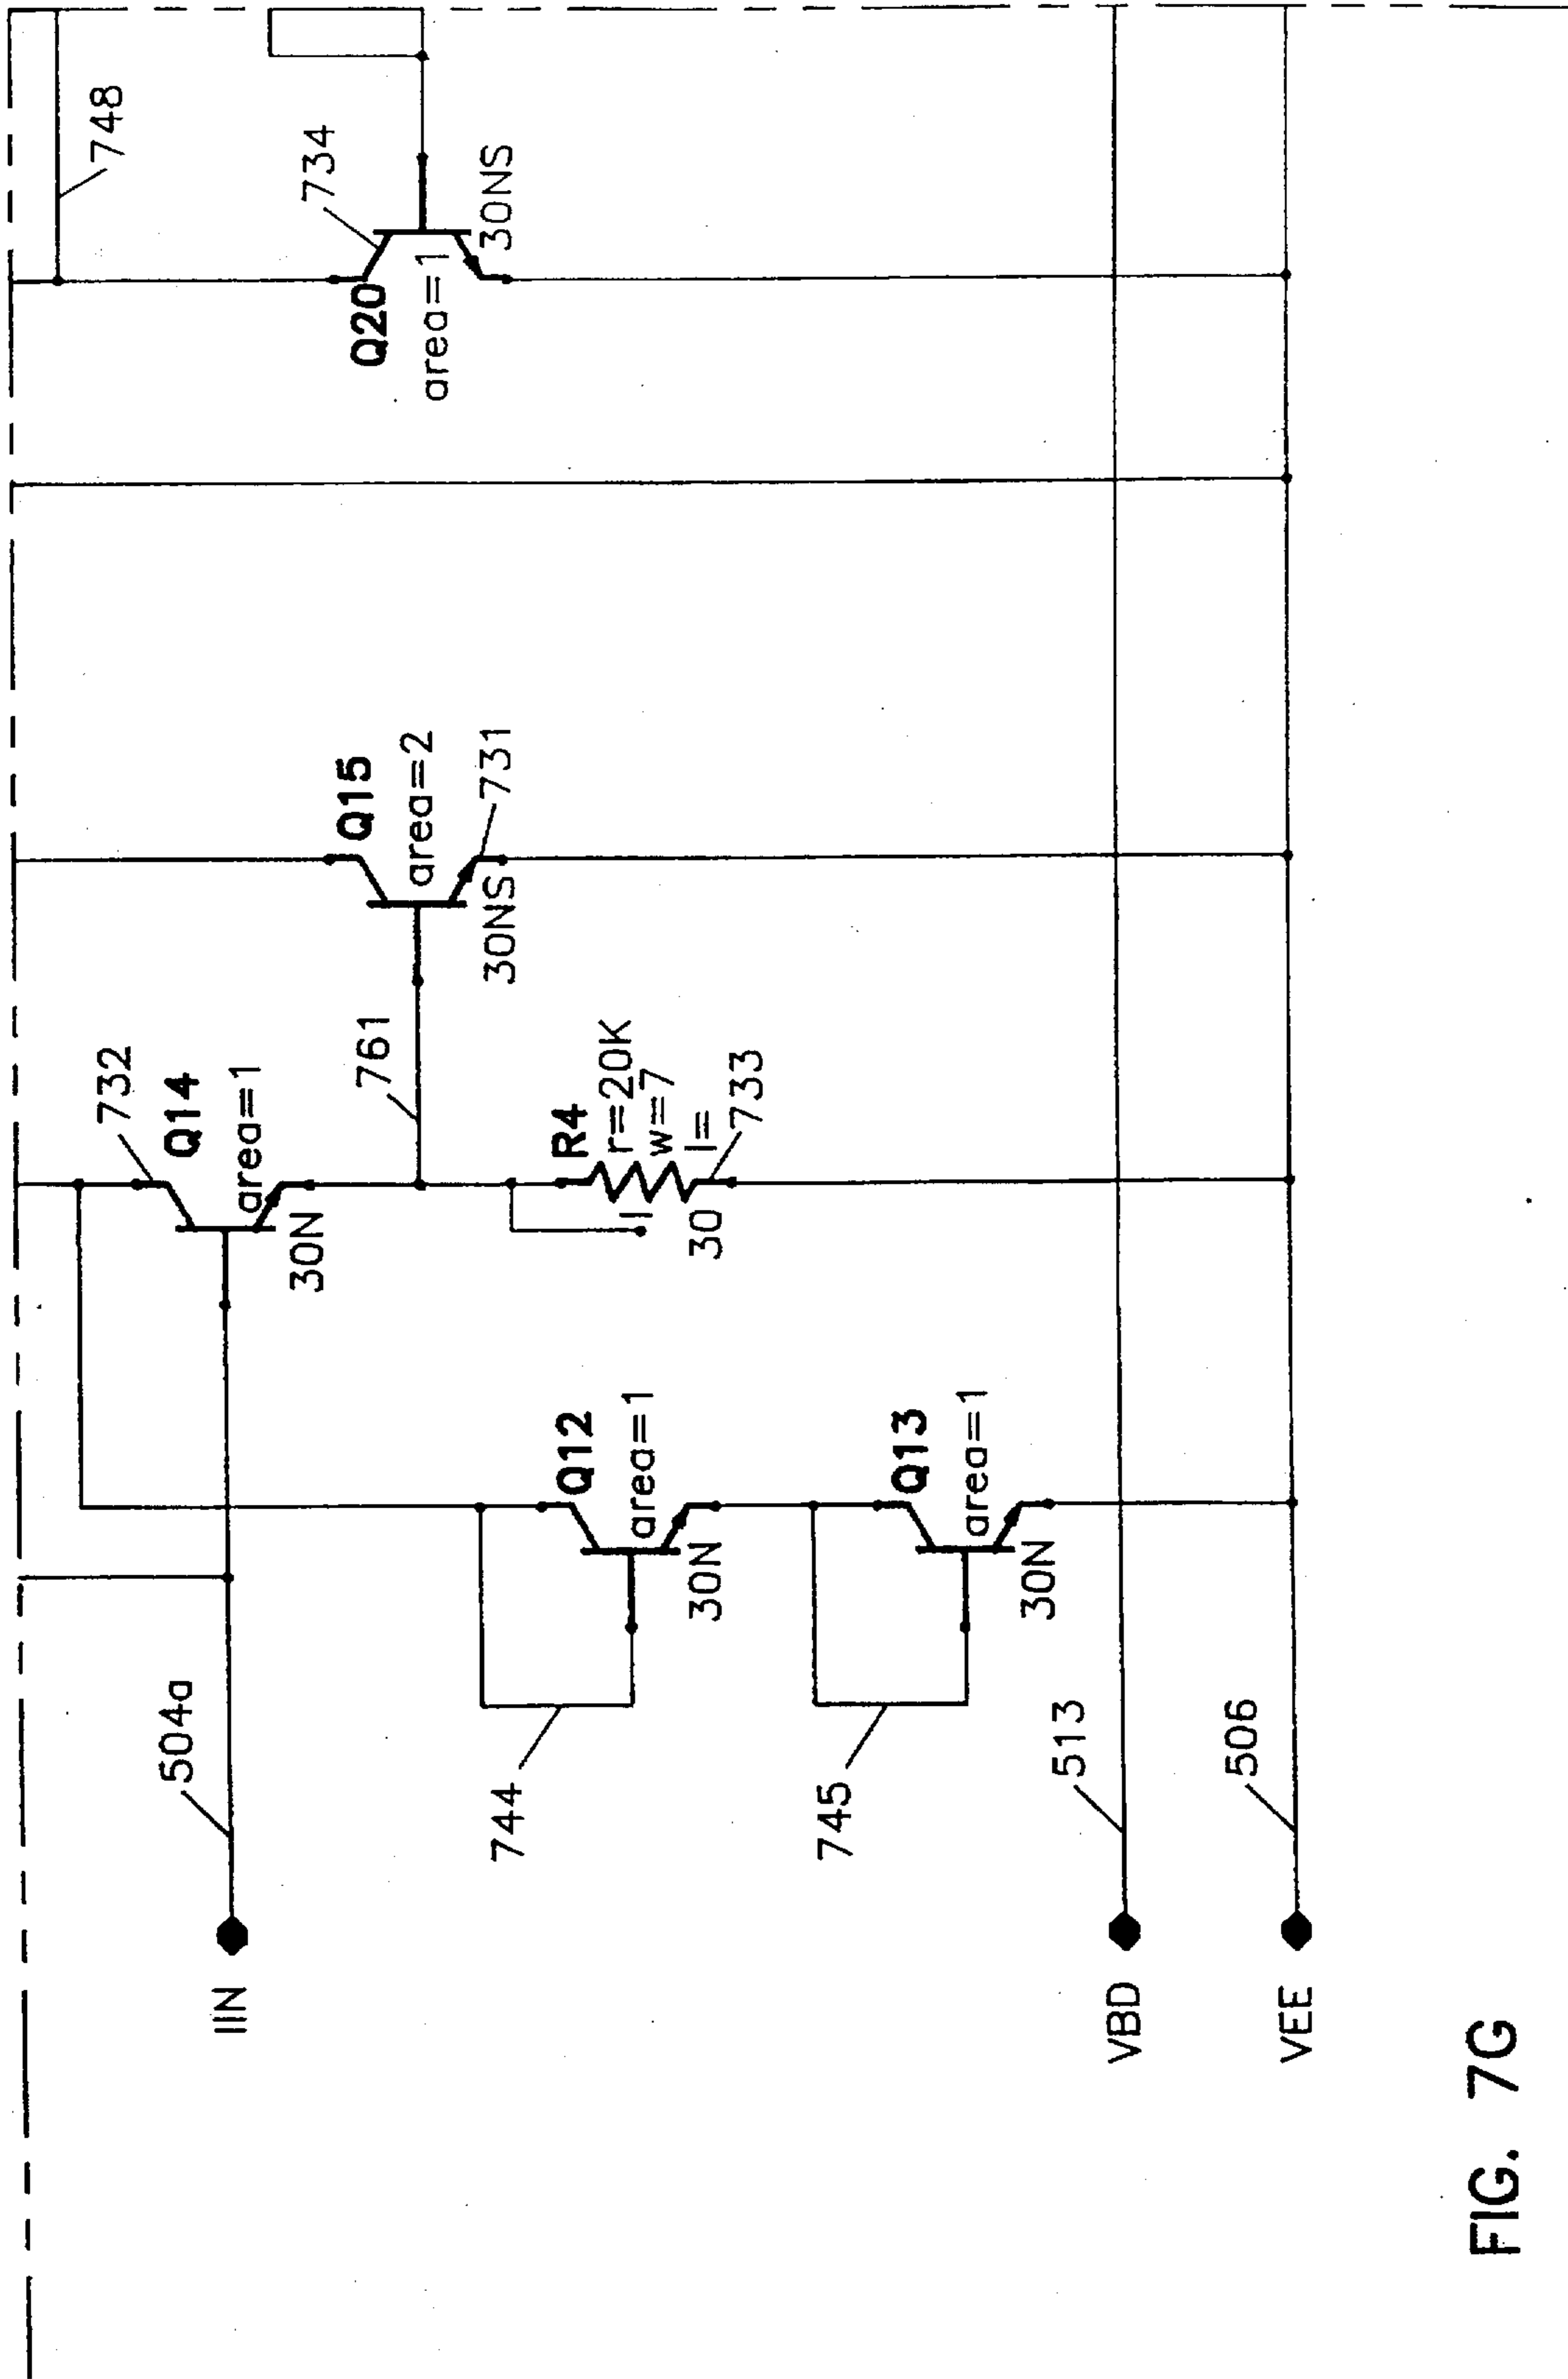 748
734
Q20
area=1
30NS
Q15
area=2
30NS
731
732
Q14
area=1
30N
761
R4
r=20K
w=7
l=
30
733
504a
IIN
Q12
area=1
30N
744
Q13
area=1
30N
745
513
VBD
506
VEE
FIG. 7G